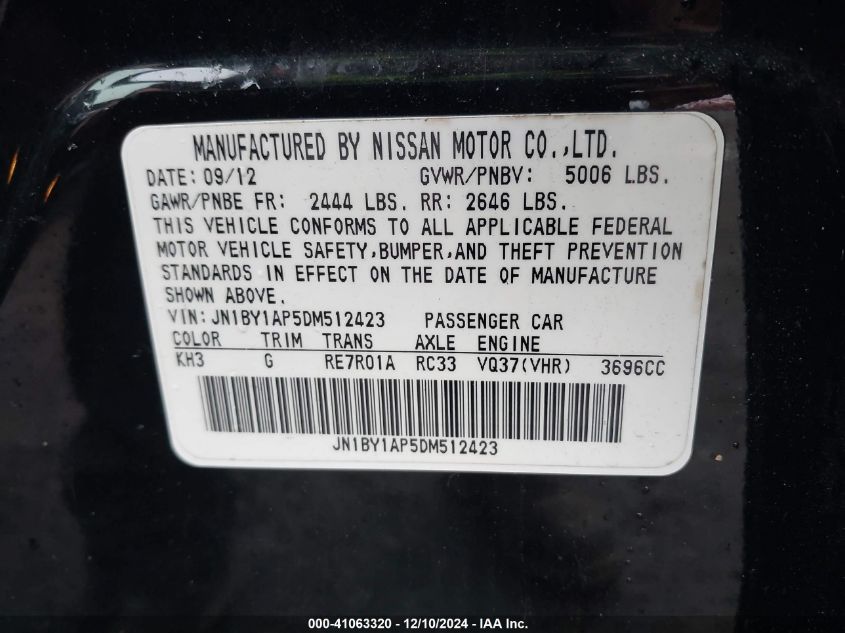 MANUFACTURED BY NISSAN MOTOR CO.,LTD.
DATE: 09/12 GVWR/PNBV: 5006 LBS.
GAWR/PNBE FR: 2444 LBS. RR: 2646 LBS.
THIS VEHICLE CONFORMS TO ALL APPLICABLE FEDERAL
MOTOR VEHICLE SAFETY,BUMPER,AND THEFT PREVENTION
STANDARDS IN EFFECT ON THE DATE OF MANUFACTURE
SHOWN ABOVE.
VIN: JN1BY1AP5DM512423 PASSENGER CAR
COLOR TRIM TRANS AXLE ENGINE
KH3 G RE7R01A RC33 VQ37(VHR) 3696CC
JN1BY1AP5DM512423
000-41063320 - 12/10/2024 - IAA Inc.